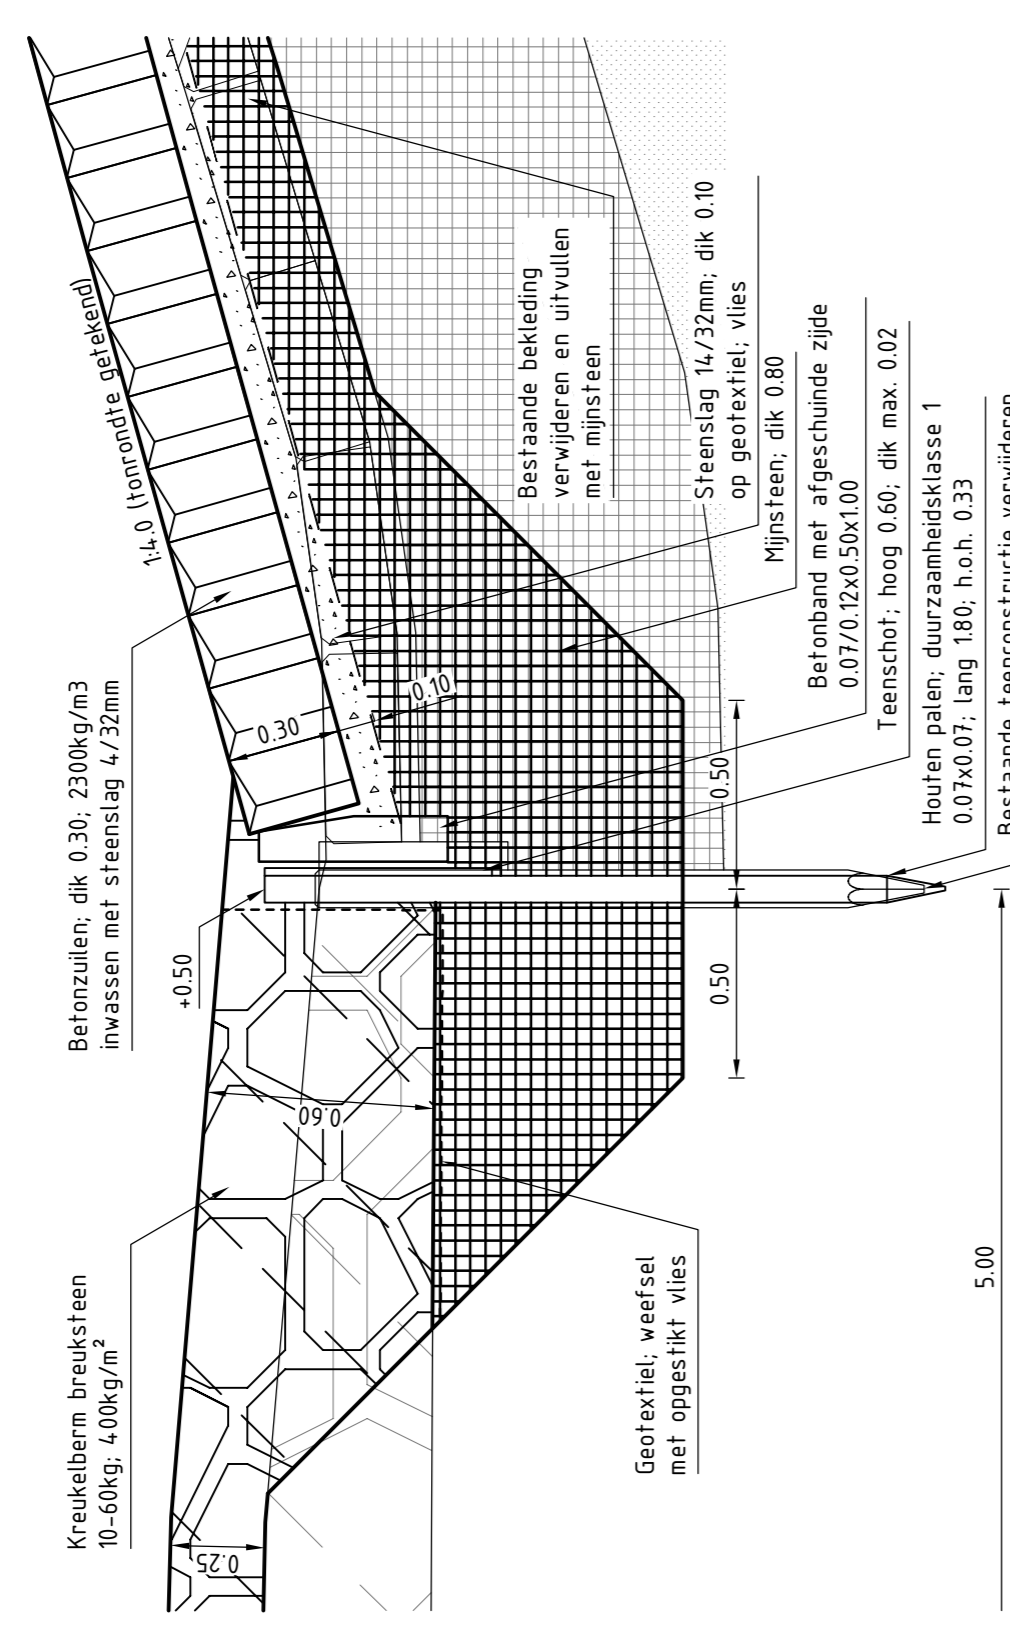 1:4.0 (tonrondte getekend)
Betonzuilen; dik 0.30; 2300kg/m3
inwassen met steenslag 4/32mm
+0.50
Kreukelberm breuksteen
10-60kg; 400kg/m²
0.25
0.60
0.30
0.10
Bestaande bekleding
verwijderen en uitvullen
met mijnsteen
Steenslag 14/32mm; dik 0.10
op geotextiel; vlies
Mijnsteen; dik 0.80
Betonband met afgeschuinde zijde
0.07/0.12x0.50x1.00
Teenschot; hoog 0.60; dik max. 0.02
Houten palen; duurzaamheidsklasse 1
0.07x0.07; lang 1.80; h.o.h. 0.33
Bestaande teenconstructie verwijderen
0.50
0.50
Geotextiel; weefsel
met opgestikt vlies
5.00